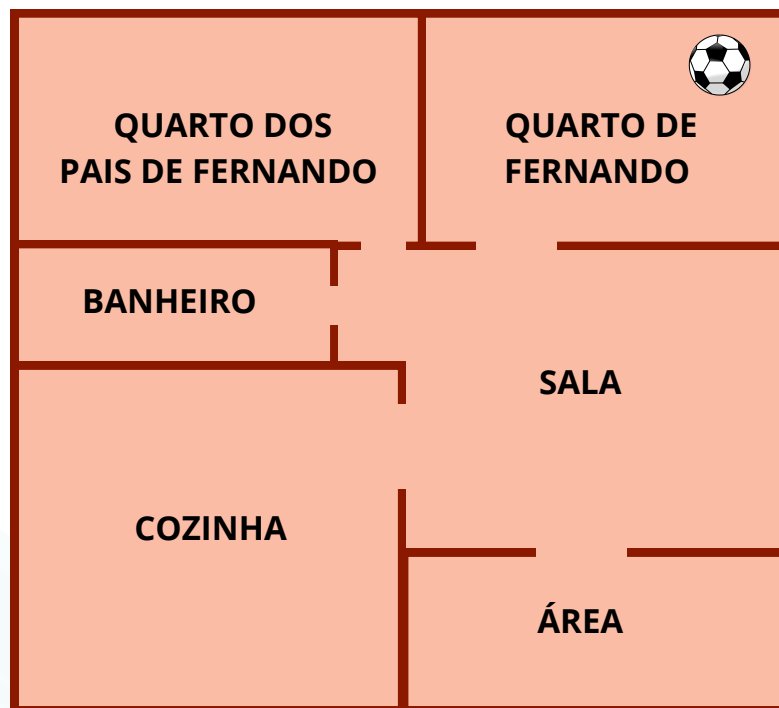 QUARTO DOS
PAIS DE FERNANDO
QUARTO DE
FERNANDO
BANHEIRO
SALA
COZINHA
ÁREA